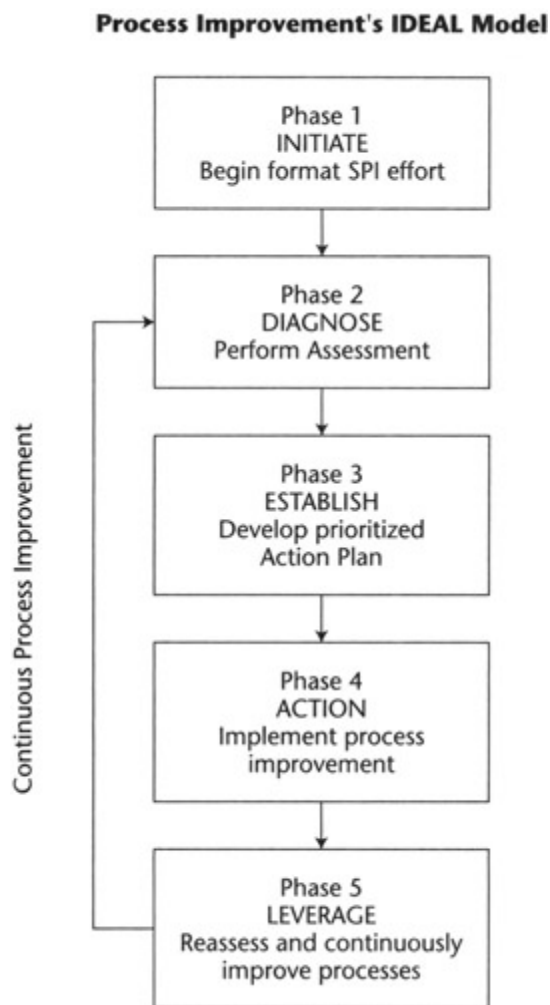 Process Improvement's IDEAL Model
Phase 1
INITIATE
Begin format SPI effort
Phase 2
DIAGNOSE
Perform Assessment
Phase 3
ESTABLISH
Develop prioritized
Action Plan
Phase 4
ACTION
Implement process
improvement
Phase 5
LEVERAGE
Reassess and continuously
improve processes
Continuous Process Improvement